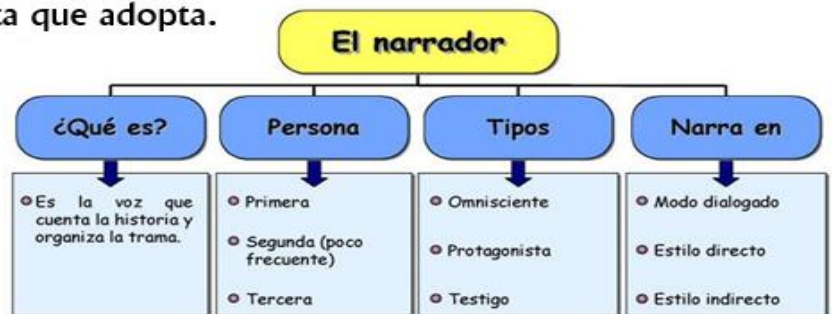 ta que adopta.
El narrador
¿Qué es?
Es la voz que
cuenta la historia y
organiza la trama.
Persona
Primera
Segunda (poco
frecuente)
Tercera
Tipos
Omnisciente
Protagonista
Testigo
Narra en
Modo dialogado
Estilo directo
Estilo indirecto